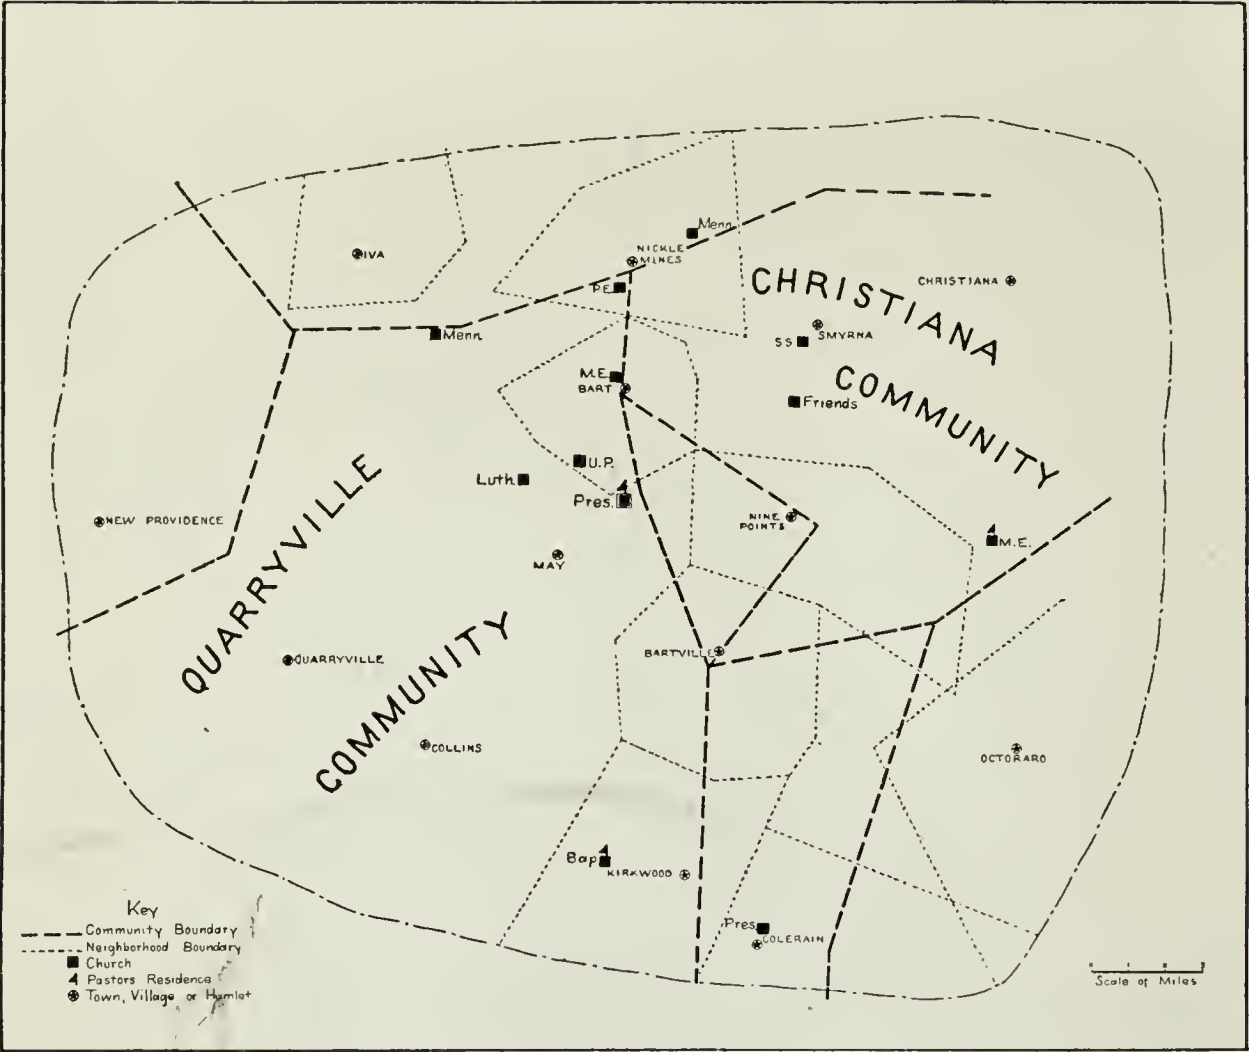 Menn.
NICKLE
MINES
IVA
P.E.
CHRISTIANA
CHRISTIANA
COMMUNITY
SMYRNA
SS
Menn.
M.E.
BART
Friends
U.P.
Luth.
Pres.
NINE
POINTS
NEW PROVIDENCE
M.E.
MAY
QUARRYVILLE
COMMUNITY
BARTVILLE
QUARRYVILLE
COLLINS
OCTORARO
Bap.
KIRKWOOD
Pres.
COLERAIN
Key
Community Boundary
Neighborhood Boundary
Church
Pastors Residence
Town, Village or Hamlet
Scale of Miles